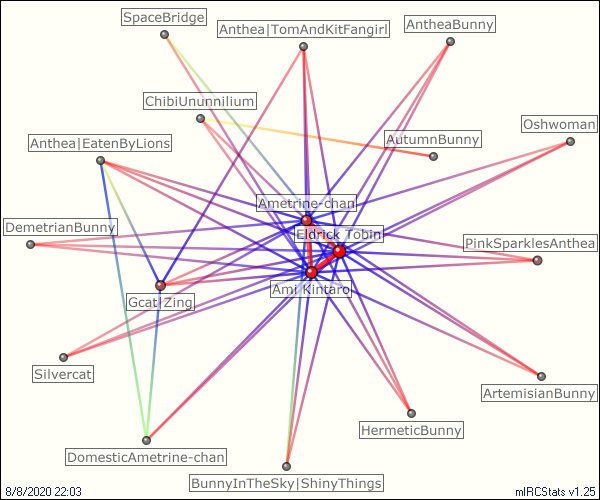 SpaceBridge
Anthea|TomAndKitFangirl
AntheaBunny
ChibiUnunnilium
Oshwoman
AutumnBunny
Anthea|EatenByLions
Ametrine-chan
DemetrianBunny
Eldrick Tobin
PinkSparklesAnthea
Ami Kintaro
Gcat|Zing
Silvercat
ArtemisianBunny
HermeticBunny
DomesticAmetrine-chan
BunnyInTheSky|ShinyThings
8/8/2020 22:03
mIRCStats v1.25